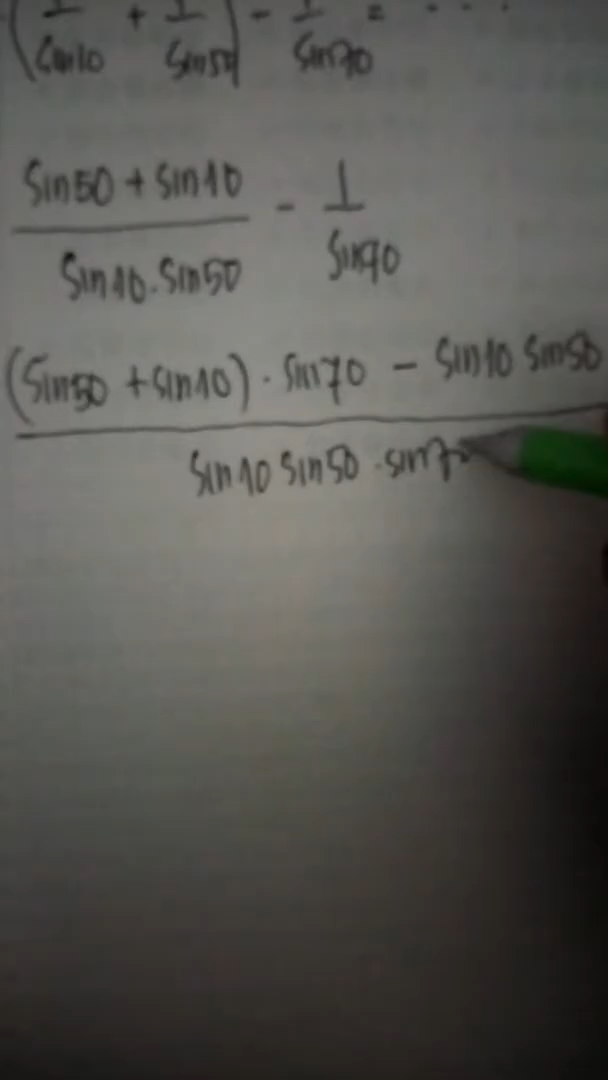 (1/sin10 + 1/sin50) - 1/sin70 = ...
sin50 + sin10 / sin10.sin50 - 1/sin70
(sin50 + sin10) . sin70 - sin10 sin50
sin10 sin50 . sin70